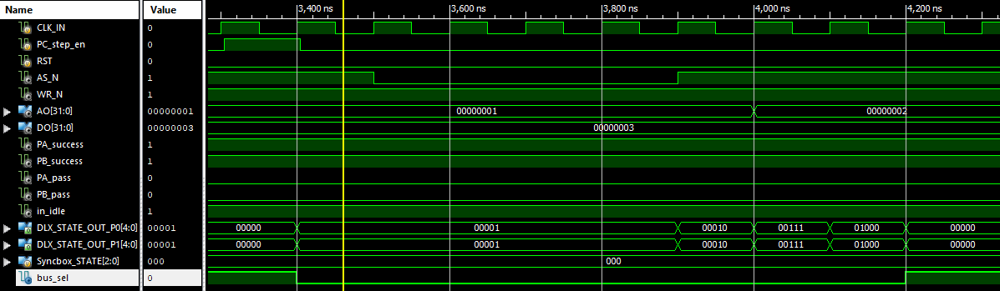 Name Value 3,400 ns 3,600 ns 3,800 ns 4,000 ns 4,200 ns
CLK_IN 0
PC_step_en 0
RST 0
AS_N 1
WR_N 1
AO[31:0] 00000001 00000001 00000002
DO[31:0] 00000003 00000003
PA_success 1
PB_success 1
PA_pass 0
PB_pass 0
in_idle 1
DLX_STATE_OUT_P0[4:0] 00001 00000 00001 00010 00111 01000 00000
DLX_STATE_OUT_P1[4:0] 00001 00000 00001 00010 00111 01000 00000
Syncbox_STATE[2:0] 000 000
bus_sel 0